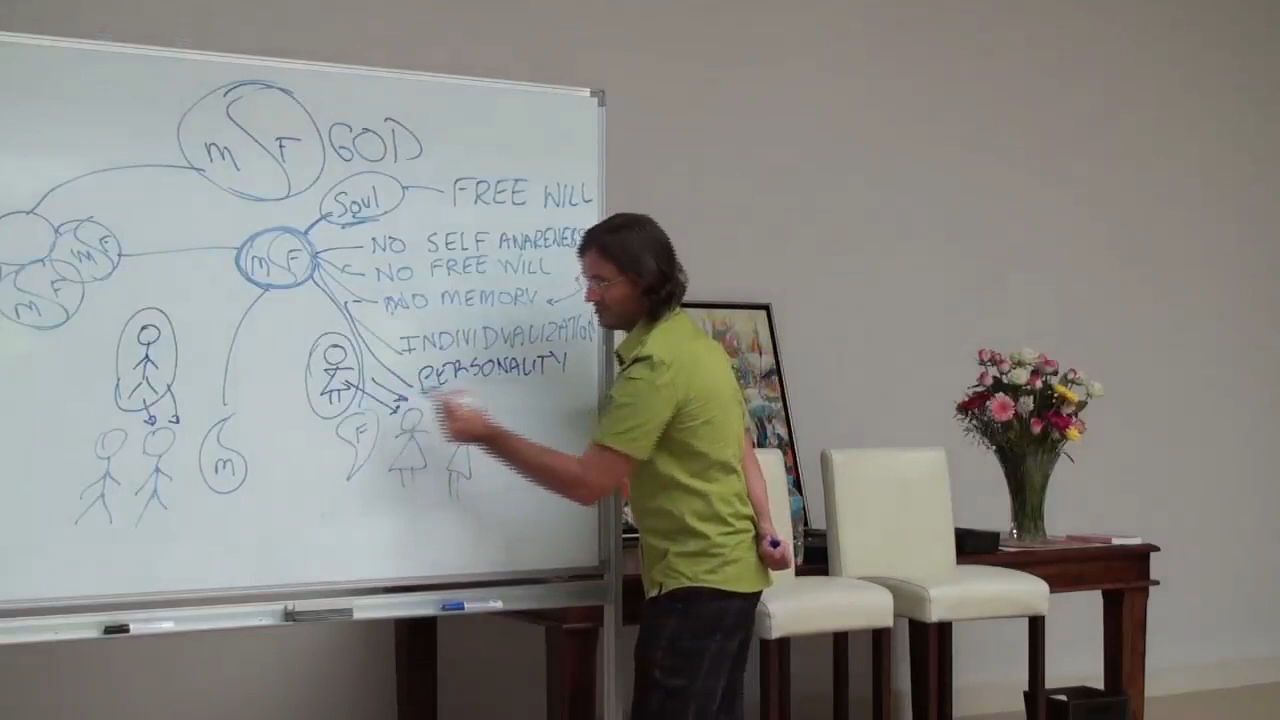 M F GOD
Soul FREE WILL
M F
M F
M F
NO SELF AWARENESS
NO FREE WILL
NO MEMORY
INDIVIDUALIZATION
PERSONALITY
F
M